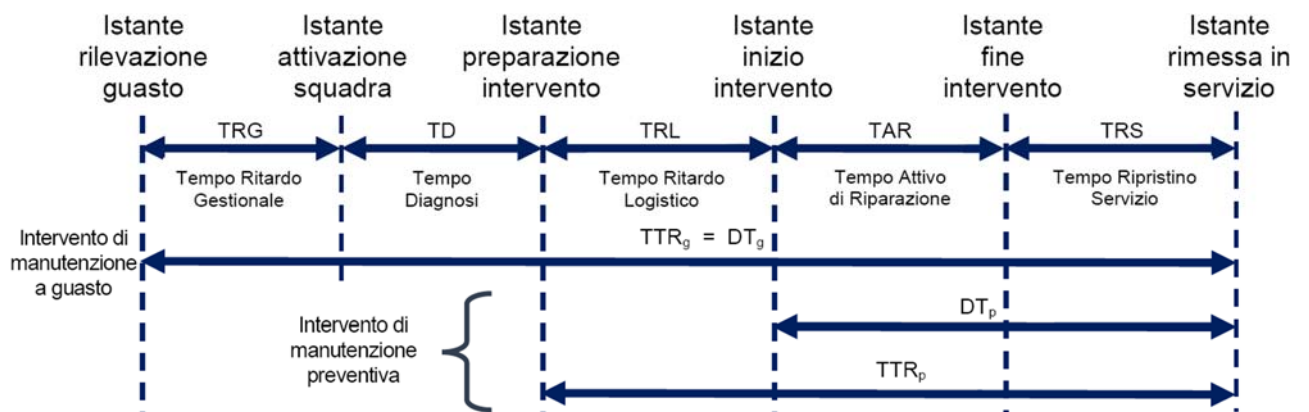 Istante
rilevazione
guasto
Istante
attivazione
squadra
Istante
preparazione
intervento
Istante
inizio
intervento
Istante
fine
intervento
Istante
rimessa in
servizio
TRG
TD
TRL
TAR
TRS
Tempo Ritardo
Gestionale
Tempo
Diagnosi
Tempo Ritardo
Logistico
Tempo Attivo
di Riparazione
Tempo Ripristino
Servizio
Intervento di
manutenzione
a guasto
TTRg = DTg
Intervento di
manutenzione
preventiva
DTp
TTRp